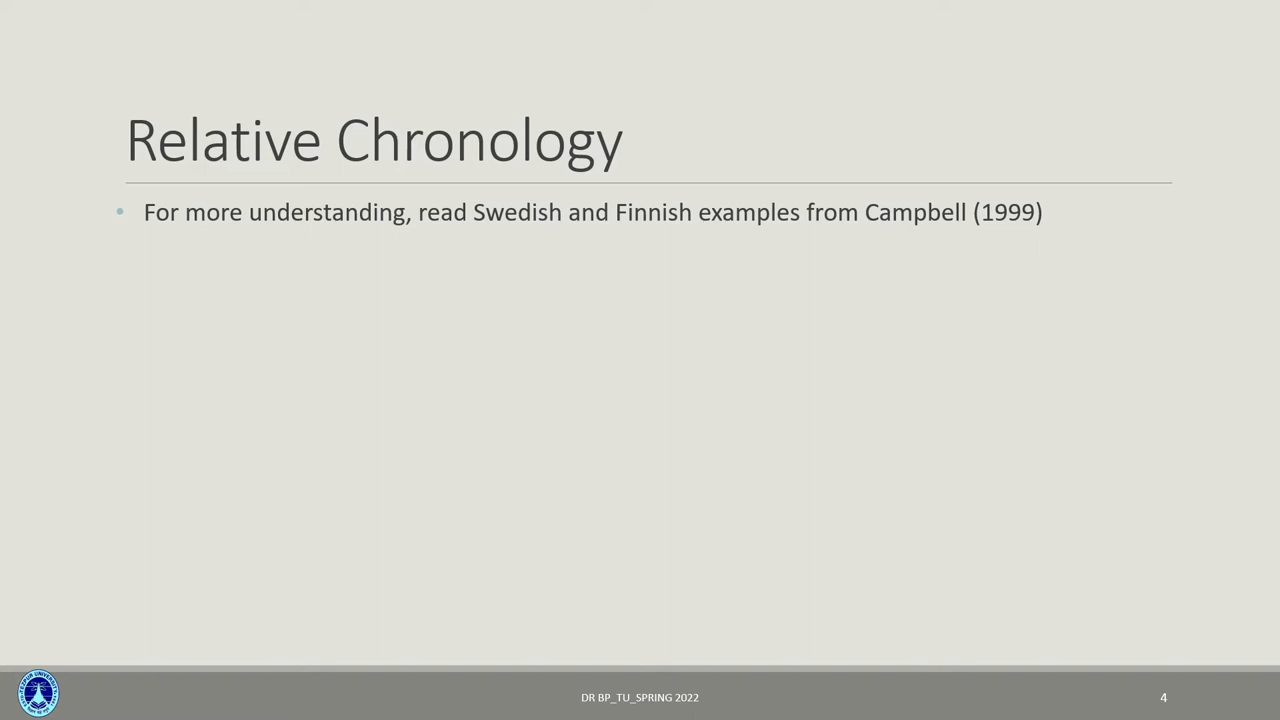 Relative Chronology
• For more understanding, read Swedish and Finnish examples from Campbell (1999)
DR BP_TU_SPRING 2022
4